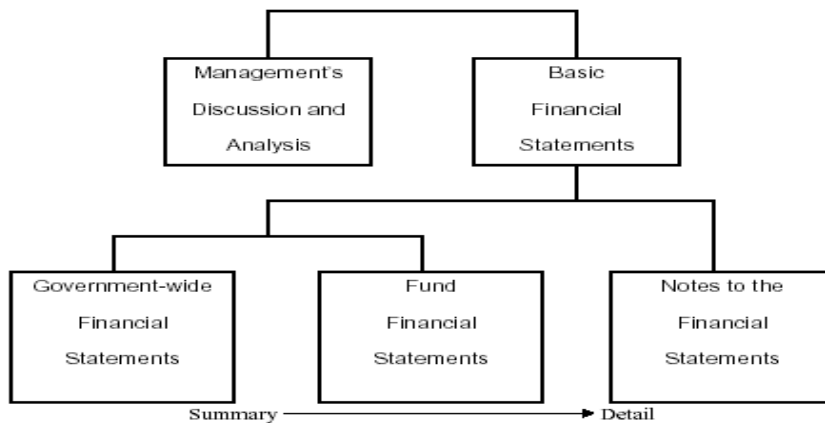 Management's
Discussion and
Analysis
Basic
Financial
Statements
Government-wide
Financial
Statements
Fund
Financial
Statements
Notes to the
Financial
Statements
Summary
Detail